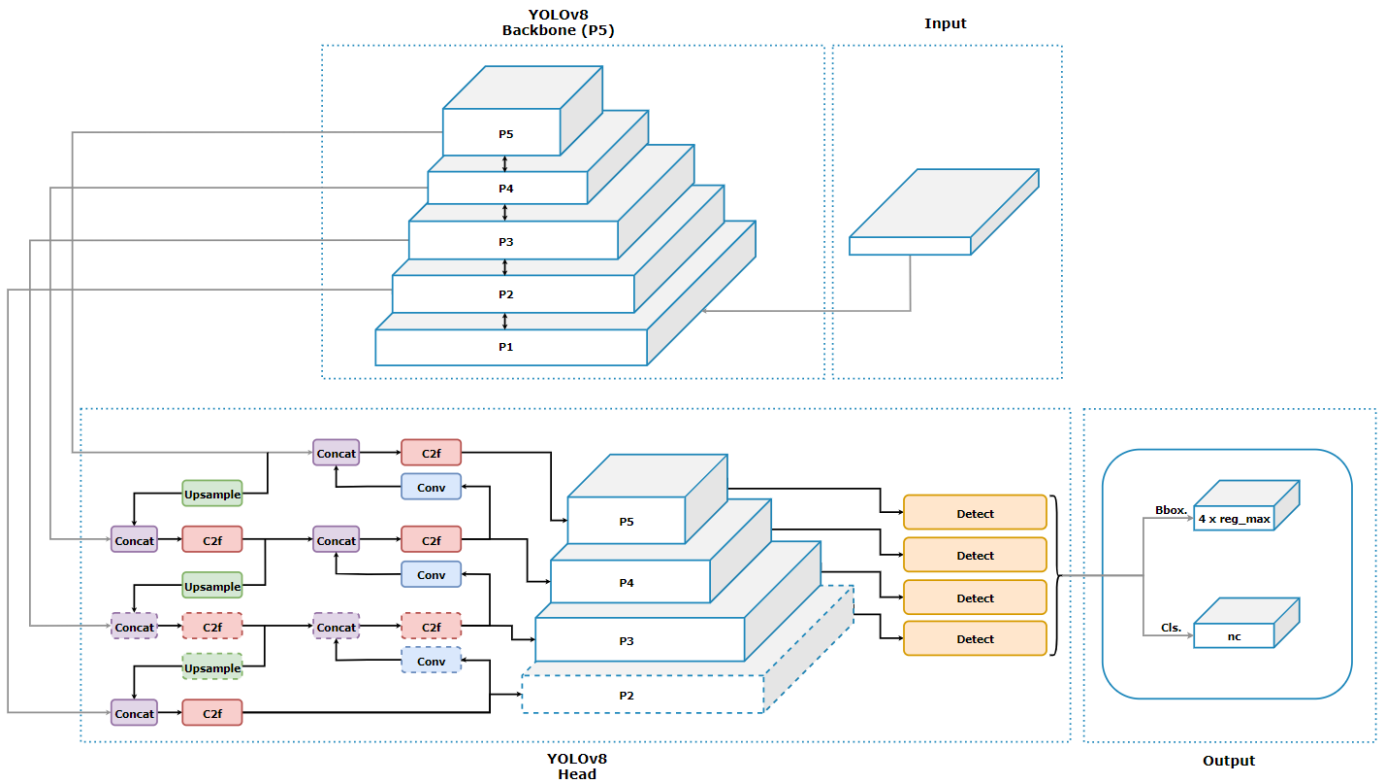 YOLOv8
Backbone (P5)
Input
P5
P4
P3
P2
P1
Concat
C2f
Upsample
Conv
Concat
C2f
Concat
C2f
Upsample
Conv
Concat
C2f
Concat
C2f
Upsample
Conv
Concat
C2f
P5
P4
P3
P2
Detect
Detect
Detect
Detect
Bbox.
4 x reg_max
Cls.
nc
YOLOv8
Head
Output